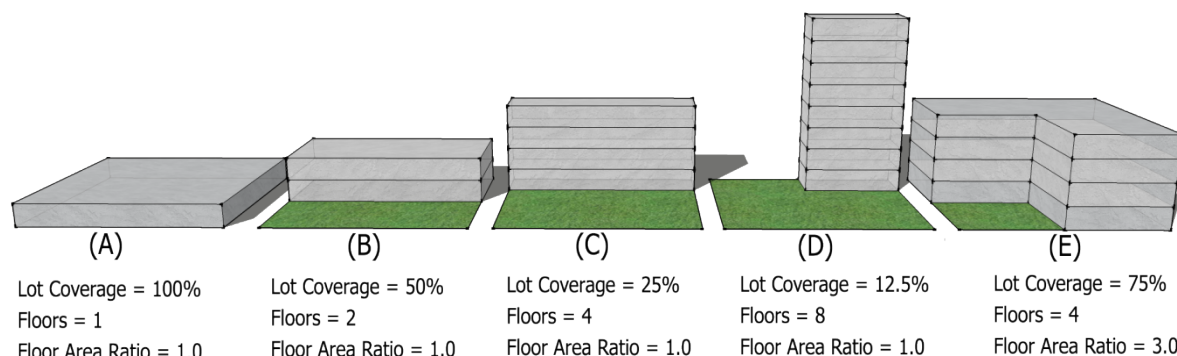 (A)
Lot Coverage = 100%
Floors = 1
Floor Area Ratio = 1.0
(B)
Lot Coverage = 50%
Floors = 2
Floor Area Ratio = 1.0
(C)
Lot Coverage = 25%
Floors = 4
Floor Area Ratio = 1.0
(D)
Lot Coverage = 12.5%
Floors = 8
Floor Area Ratio = 1.0
(E)
Lot Coverage = 75%
Floors = 4
Floor Area Ratio = 3.0